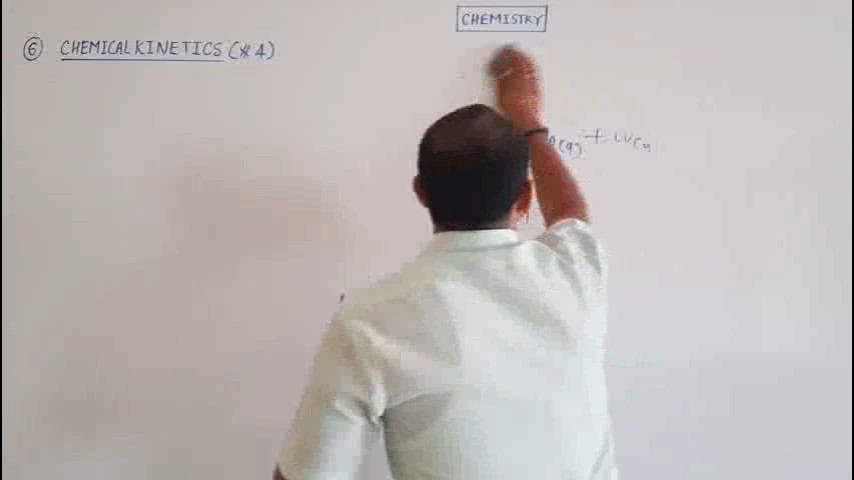 CHEMISTRY
⑥ CHEMICAL KINETICS (* 4)
+